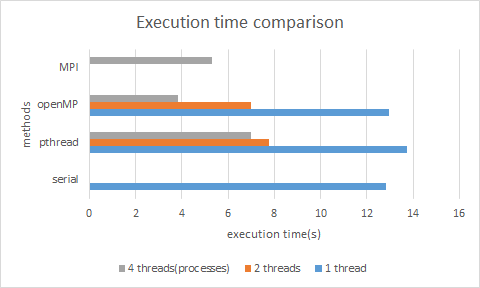 Execution time comparison
MPI
openMP
pthread
serial
methods
0 2 4 6 8 10 12 14 16
execution time(s)
4 threads(processes) 2 threads 1 thread